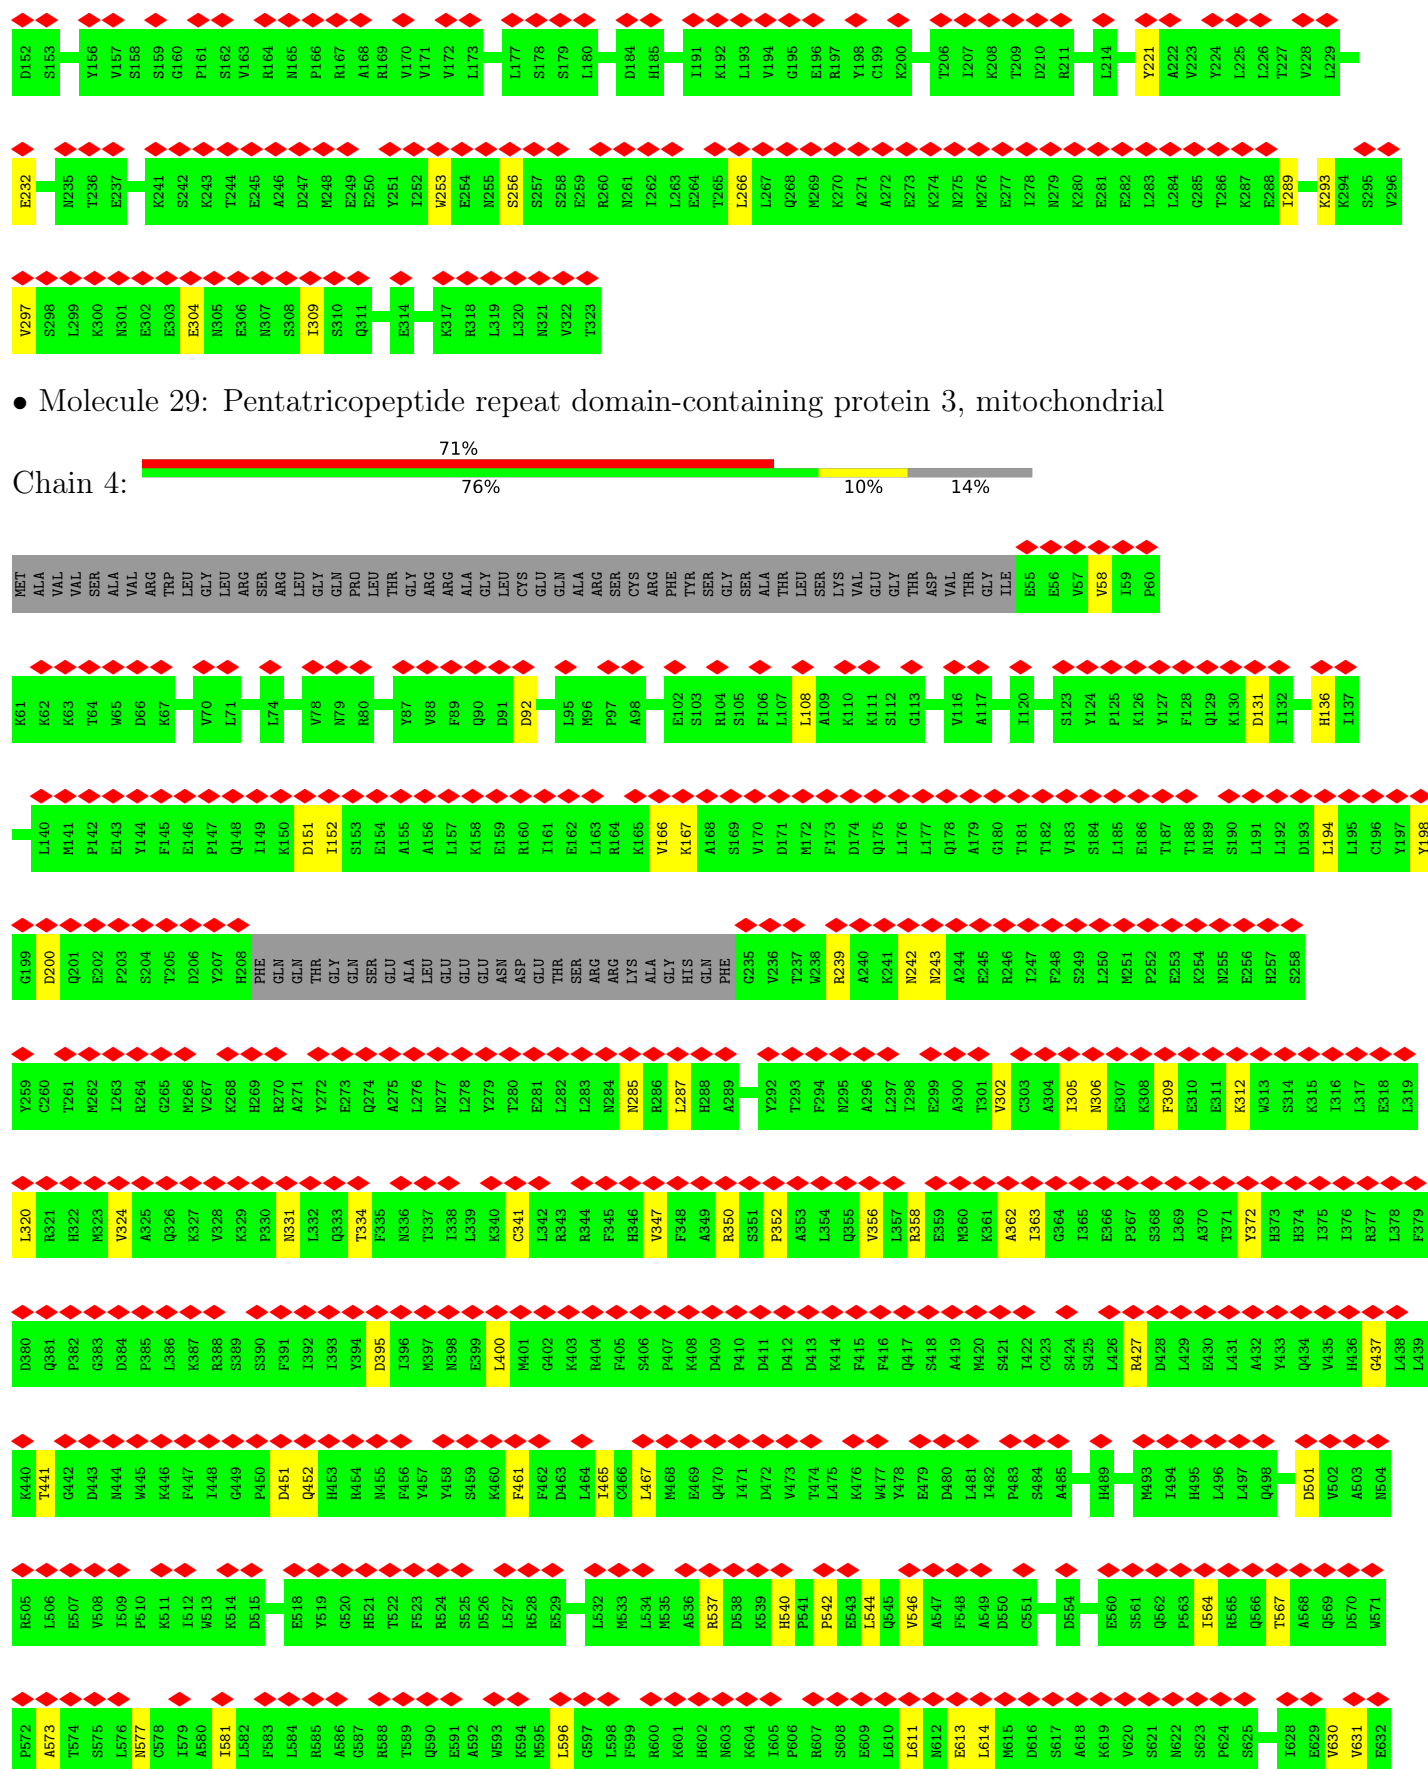 D152 S153 Y156 V157 S158 S159 G160 P161 S162 V163 R164 N165 P166 R167 A168 R169 V170 V171 V172 L173 L177 S178 S179 L180 D184 H185 I191 K192 L193 V194 G195 E196 R197 Y198 C199 K200 T206 I207 K208 T209 D210 R211 L214 Y221 A222 V223 Y224 L225 L226 T227 V228 L229
E232 N235 T236 E237 K241 S242 K243 T244 E245 A246 D247 M248 E249 E250 Y251 I252 W253 E254 N255 S256 S257 S258 E259 R260 N261 I262 L263 E264 T265 L266 L267 Q268 M269 K270 A271 A272 E273 K274 N275 M276 E277 I278 N279 K280 E281 E282 L283 L284 G285 T286 K287 E288 I289 K293 K294 S295 V296
V297 S298 L299 K300 N301 E302 E303 E304 N305 E306 N307 S308 I309 S310 Q311 E314 K317 R318 L319 L320 N321 V322 T323
• Molecule 29: Pentatricopeptide repeat domain-containing protein 3, mitochondrial
71%
Chain 4:
76% 10% 14%
MET ALA VAL VAL SER ALA VAL ARG TRP LEU GLY LEU ARG SER ARG LEU GLY GLN PRO LEU THR GLY ARG ARG ALA GLY LEU CYS GLU GLN ALA ARG SER CYS ARG PHE TYR SER GLY SER ALA THR LEU SER LYS VAL GLU GLY THR ASP VAL THR GLY ILE E55 E56 V57 V58 I59 P60
K61 K62 K63 T64 W65 D66 K67 V70 L71 L74 V78 N79 R80 Y87 V88 F89 Q90 D91 D92 L95 M96 P97 A98 E102 S103 R104 S105 F106 L107 L108 A109 K110 K111 S112 G113 V116 A117 I120 S123 Y124 P125 K126 Y127 F128 Q129 K130 D131 I132 H136 I137
L140 M141 P142 E143 Y144 F145 E146 P147 Q148 I149 K150 D151 I152 S153 E154 A155 A156 L157 K158 E159 R160 I161 E162 L163 R164 K165 V166 K167 A168 S169 V170 D171 M172 F173 D174 Q175 L176 L177 Q178 A179 G180 T181 T182 V183 S184 L185 E186 T187 T188 N189 S190 L191 L192 D193 L194 L195 C196 Y197 Y198
G199 D200 Q201 E202 P203 S204 T205 D206 Y207 H208 PHE GLN GLN THR GLY GLN SER GLU ALA LEU GLU GLU GLU ASN ASP GLU THR SER ARG ARG LYS ALA GLY HIS GLN PHE G235 V236 T237 W238 R239 A240 K241 N242 N243 A244 E245 R246 I247 F248 S249 L250 M251 P252 E253 K254 N255 E256 H257 S258
Y259 C260 T261 M262 I263 R264 G265 M266 V267 K268 H269 R270 A271 Y272 E273 Q274 A275 L276 N277 L278 Y279 T280 E281 L282 L283 N284 N285 R286 L287 H288 A289 Y292 T293 F294 N295 A296 L297 I298 E299 A300 T301 V302 C303 A304 I305 N306 E307 K308 F309 E310 E311 K312 W313 S314 K315 I316 L317 E318 L319
L320 R321 H322 M323 V324 A325 Q326 K327 V328 K329 P330 N331 L332 Q333 T334 F335 N336 T337 I338 L339 K340 C341 L342 R343 R344 F345 H346 V347 F348 A349 R350 S351 P352 A353 L354 Q355 V356 L357 R358 E359 M360 K361 A362 I363 G364 I365 E366 P367 S368 L369 A370 T371 Y372 H373 H374 I375 I376 R377 L378 F379
D380 Q381 P382 G383 D384 P385 L386 K387 R388 S389 S390 F391 I392 I393 Y394 D395 I396 M397 N398 E399 L400 M401 G402 K403 R404 F405 S406 P407 K408 D409 P410 D411 D412 D413 K414 F415 F416 Q417 S418 A419 M420 S421 I422 C423 S424 S425 L426 R427 D428 L429 E430 L431 A432 Y433 Q434 V435 H436 G437 L438 L439
K440 T441 G442 D443 N444 W445 K446 F447 I448 G449 P450 D451 Q452 H453 R454 N455 F456 Y457 Y458 S459 K460 F461 F462 D463 L464 I465 C466 L467 M468 E469 Q470 I471 D472 V473 T474 L475 K476 W477 Y478 E479 D480 L481 I482 P483 S484 A485 H489 M493 I494 H495 L496 L497 Q498 D501 V502 A503 N504
R505 L506 E507 V508 I509 P510 K511 I512 W513 K514 D515 E518 Y519 G520 H521 T522 F523 R524 S525 D526 L527 R528 E529 L532 M533 L534 M535 A536 R537 D538 K539 H540 P541 P542 E543 L544 Q545 V546 A547 F548 A549 D550 C551 D554 E560 S561 Q562 P563 I564 R565 Q566 T567 A568 Q569 D570 W571
P572 A573 T574 S575 L576 N577 C578 I579 A580 I581 L582 F583 L584 R585 A586 G587 R588 T589 Q590 E591 A592 W593 K594 M595 L596 G597 L598 F599 R600 K601 H602 N603 K604 I605 P606 R607 S608 E609 L610 L611 N612 E613 L614 M615 D616 S617 A618 K619 V620 S621 N622 S623 P624 S625 I628 E629 V630 V631 E632